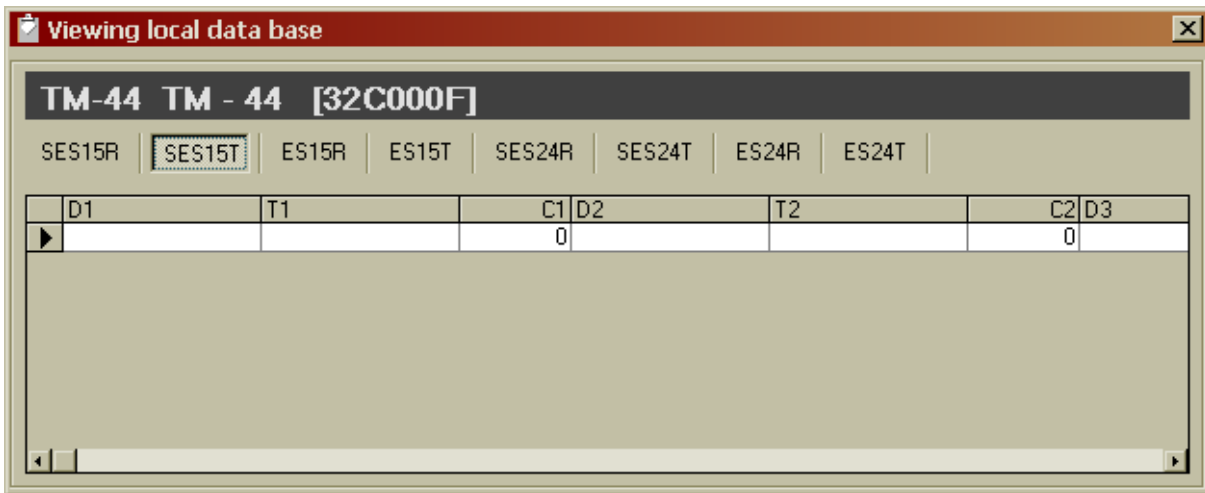 Viewing local data base
TM-44 TM - 44 [32C000F]
SES15R SES15T ES15R ES15T SES24R SES24T ES24R ES24T
D1 T1 C1 D2 T2 C2 D3
0 0